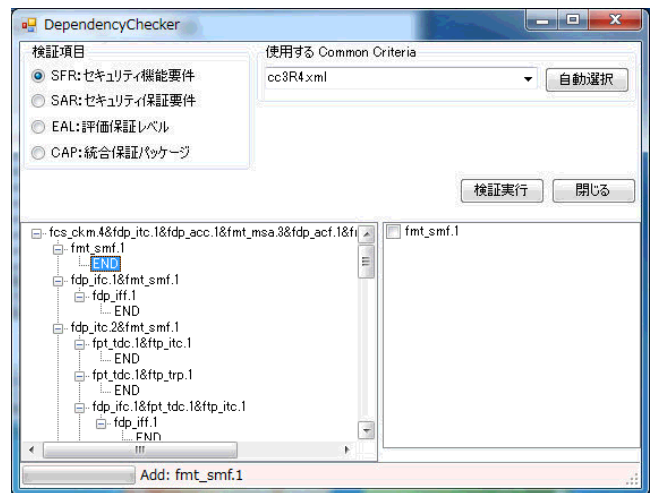 DependencyChecker
検証項目
使用する Common Criteria
SFR:セキュリティ機能要件
cc3R4.xml
自動選択
SAR:セキュリティ保証要件
EAL:評価保証レベル
CAP:統合保証パッケージ
検証実行
閉じる
fcs_ckm.4&fdp_itc.1&fdp_acc.1&fmt_msa.3&fdp_acf.1&f
fmt_smf.1
fmt_smf.1
END
fdp_ifc.1&fmt_smf.1
fdp_iff.1
END
fdp_itc.2&fmt_smf.1
fpt_tdc.1&ftp_itc.1
END
fpt_tdc.1&ftp_trp.1
END
fdp_ifc.1&fpt_tdc.1&ftp_itc.1
fdp_iff.1
END
Add: fmt_smf.1